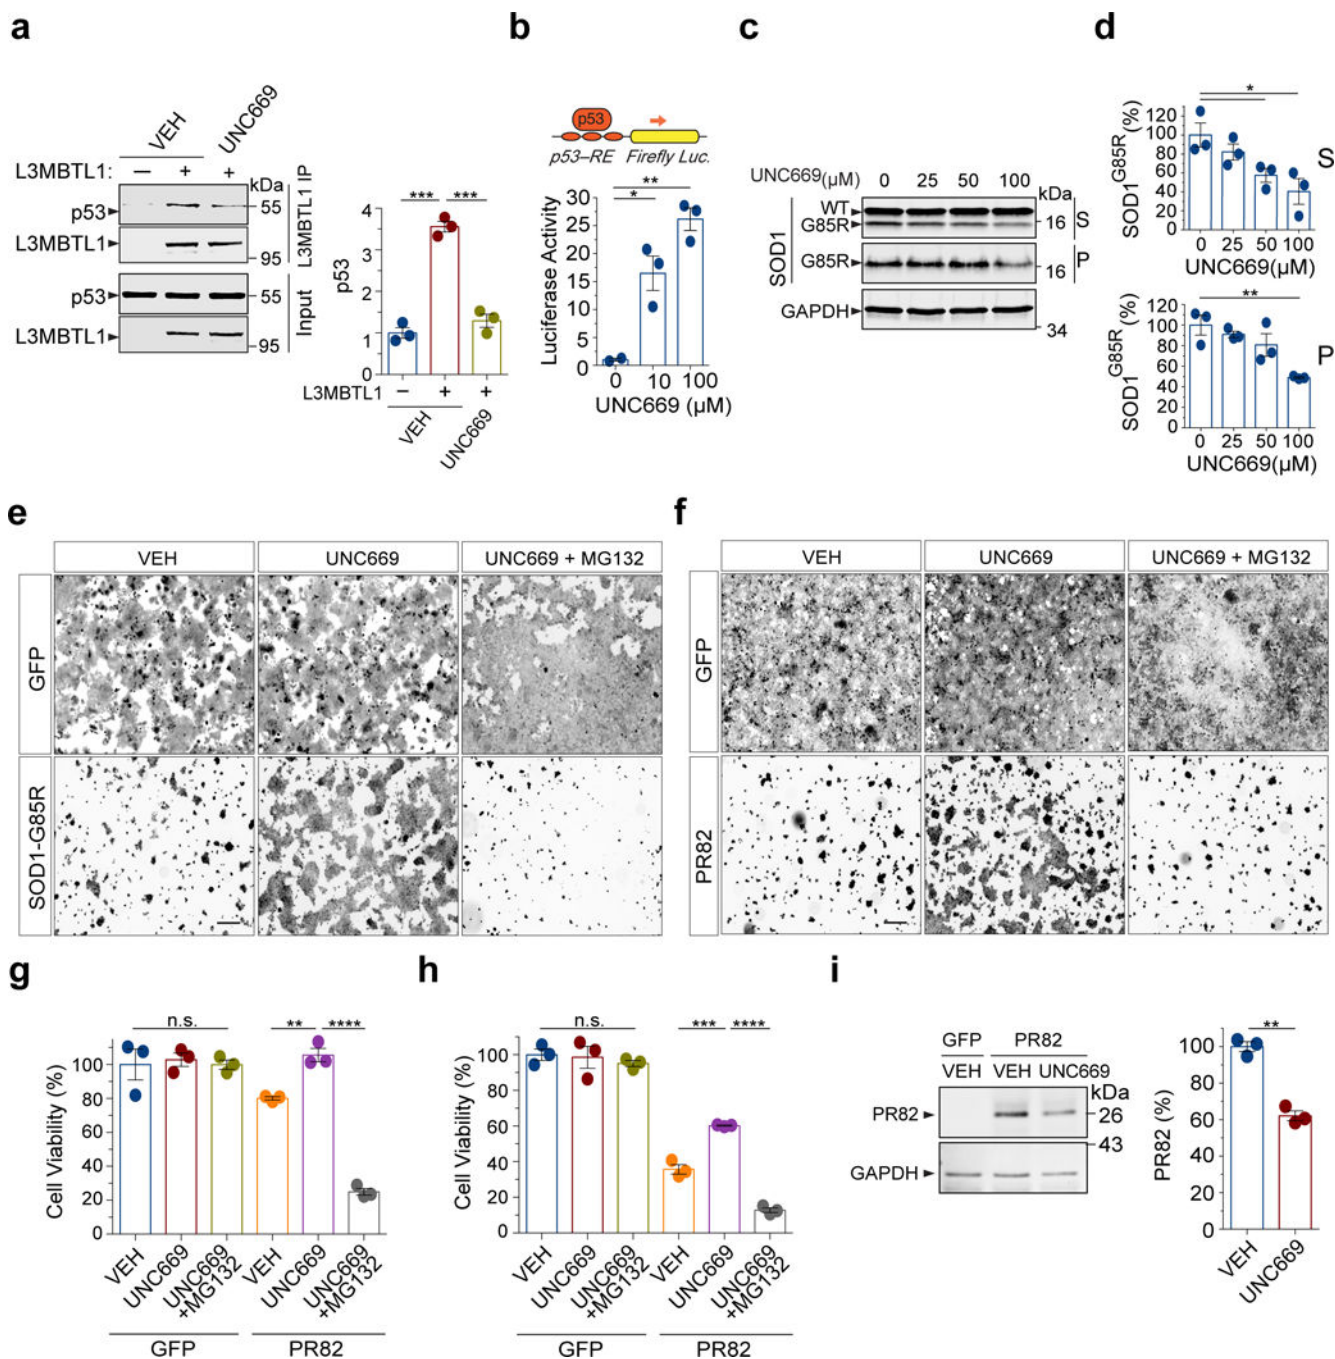 a
VEH
UNC669
L3MBTL1:
—
+
+
kDa
p53
55
L3MBTL1
95
L3MBTL1 IP
p53
55
L3MBTL1
95
Input
p53
4
3
2
1
0
***
***
L3MBTL1
—
+
+
VEH
UNC669
b
p53
p53–RE
Firefly Luc.
Luciferase Activity
30
25
20
15
10
5
0
**
*
0
10
100
UNC669 (µM)
c
UNC669(µM)
0
25
50
100
kDa
SOD1
WT
G85R
16
S
G85R
16
P
GAPDH
34
d
SOD1G85R(%)
120
100
80
60
40
20
0
*
S
0
25
50
100
UNC669(µM)
SOD1G85R(%)
120
100
80
60
40
20
0
**
P
0
25
50
100
UNC669(µM)
e
VEH
UNC669
UNC669 + MG132
GFP
SOD1-G85R
f
VEH
UNC669
UNC669 + MG132
GFP
PR82
g
Cell Viability (%)
100
80
60
40
20
0
n.s.
**
****
VEH
UNC669
UNC669
+MG132
VEH
UNC669
UNC669
+MG132
GFP
PR82
h
Cell Viability (%)
100
80
60
40
20
0
n.s.
***
****
VEH
UNC669
UNC669
+MG132
VEH
UNC669
UNC669
+MG132
GFP
PR82
i
GFP
PR82
VEH
VEH
UNC669
kDa
PR82
26
43
GAPDH
PR82 (%)
100
80
60
40
20
0
**
VEH
UNC669